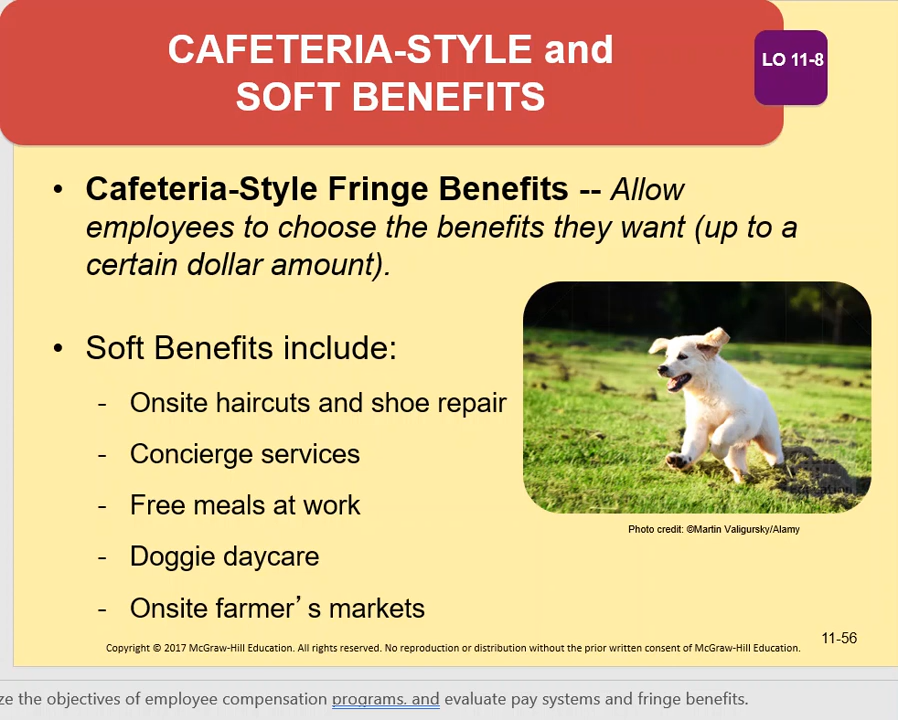 CAFETERIA-STYLE and
SOFT BENEFITS
LO 11-8
• Cafeteria-Style Fringe Benefits -- Allow
employees to choose the benefits they want (up to a
certain dollar amount).
• Soft Benefits include:
- Onsite haircuts and shoe repair
- Concierge services
- Free meals at work
- Doggie daycare
- Onsite farmer’s markets
Photo credit: ©Martin Valigursky/Alamy
11-56
Copyright © 2017 McGraw-Hill Education. All rights reserved. No reproduction or distribution without the prior written consent of McGraw-Hill Education.
ze the objectives of employee compensation programs. and evaluate pay systems and fringe benefits.